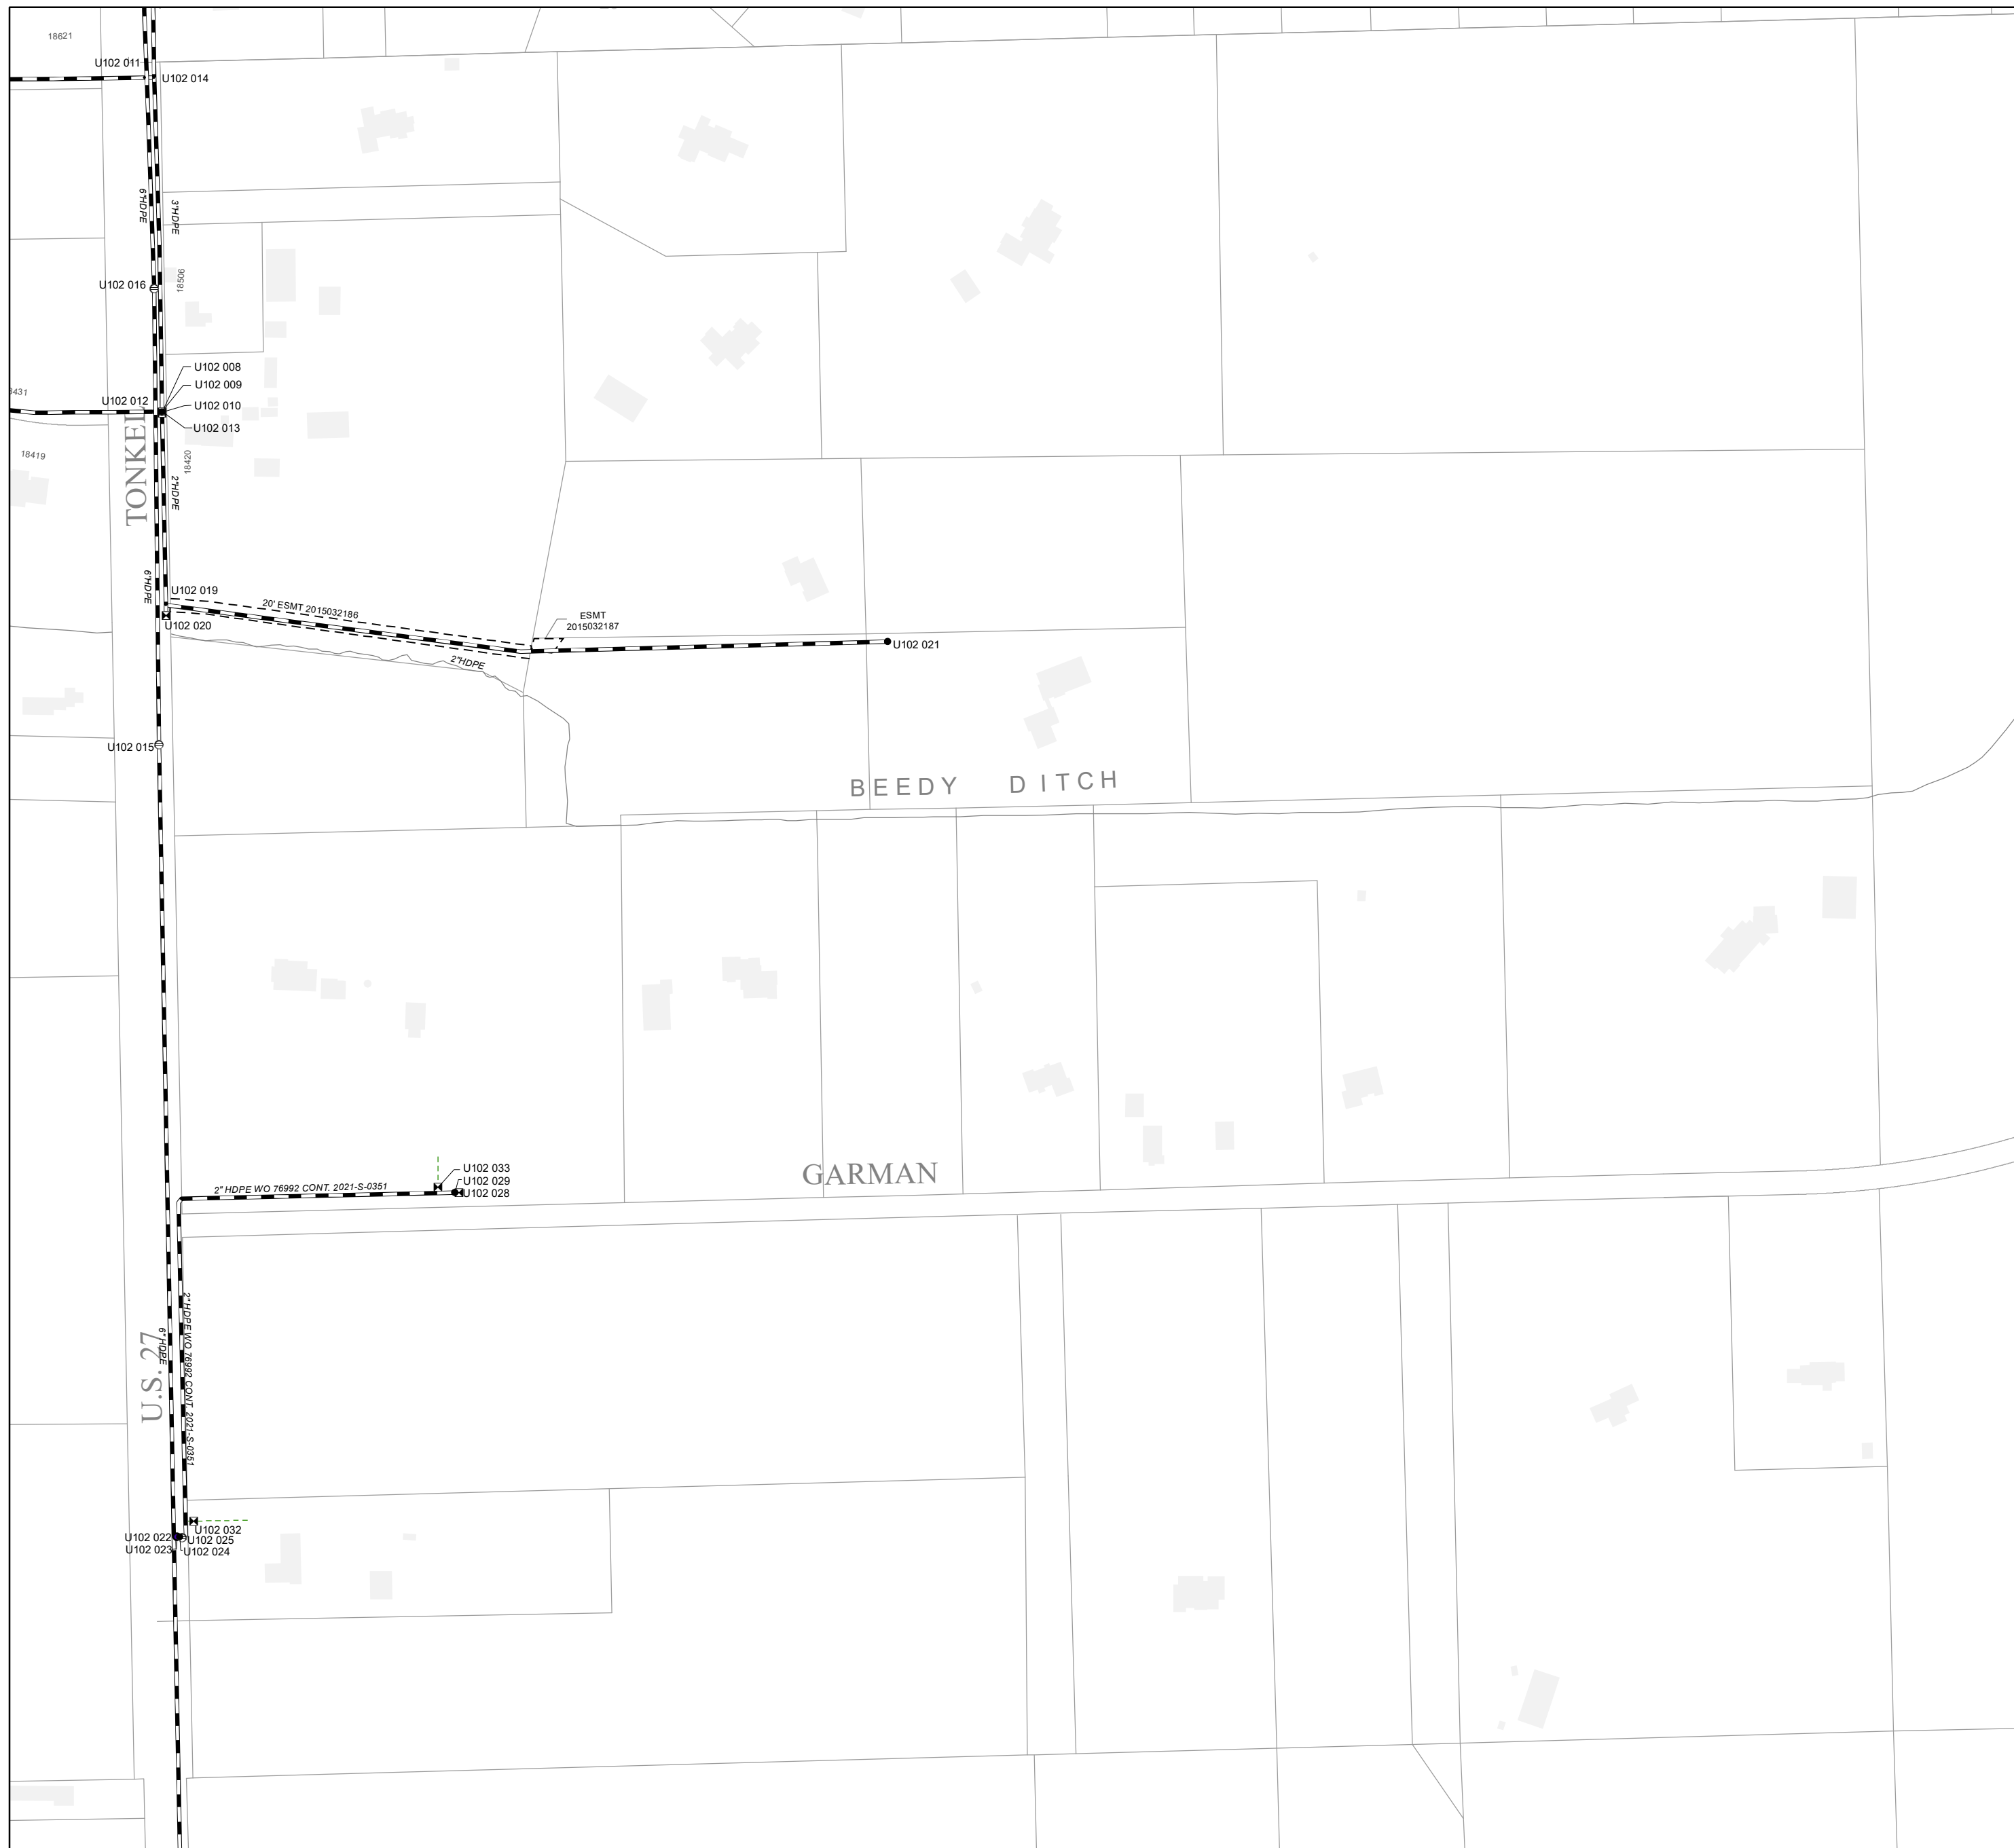 18621
U102 011
U102 014
6"HDPE
3"HDPE
U102 016
18506
U102 008
U102 009
U102 012
U102 010
U102 013
TONKEL
18419
18420
2"HDPE
6"HDPE
U102 019
20' ESMT 2015032186
ESMT
2015032187
U102 020
U102 021
2"HDPE
U102 015
BEEDY DITCH
U102 033
GARMAN
U102 029
2" HDPE WO 76992 CONT. 2021-S-0351
U102 028
2" HDPE WO 76992 CONT. 2021-S-0351
6" HDPE
U.S. 27
U102 032
U102 022
U102 025
U102 023
U102 024